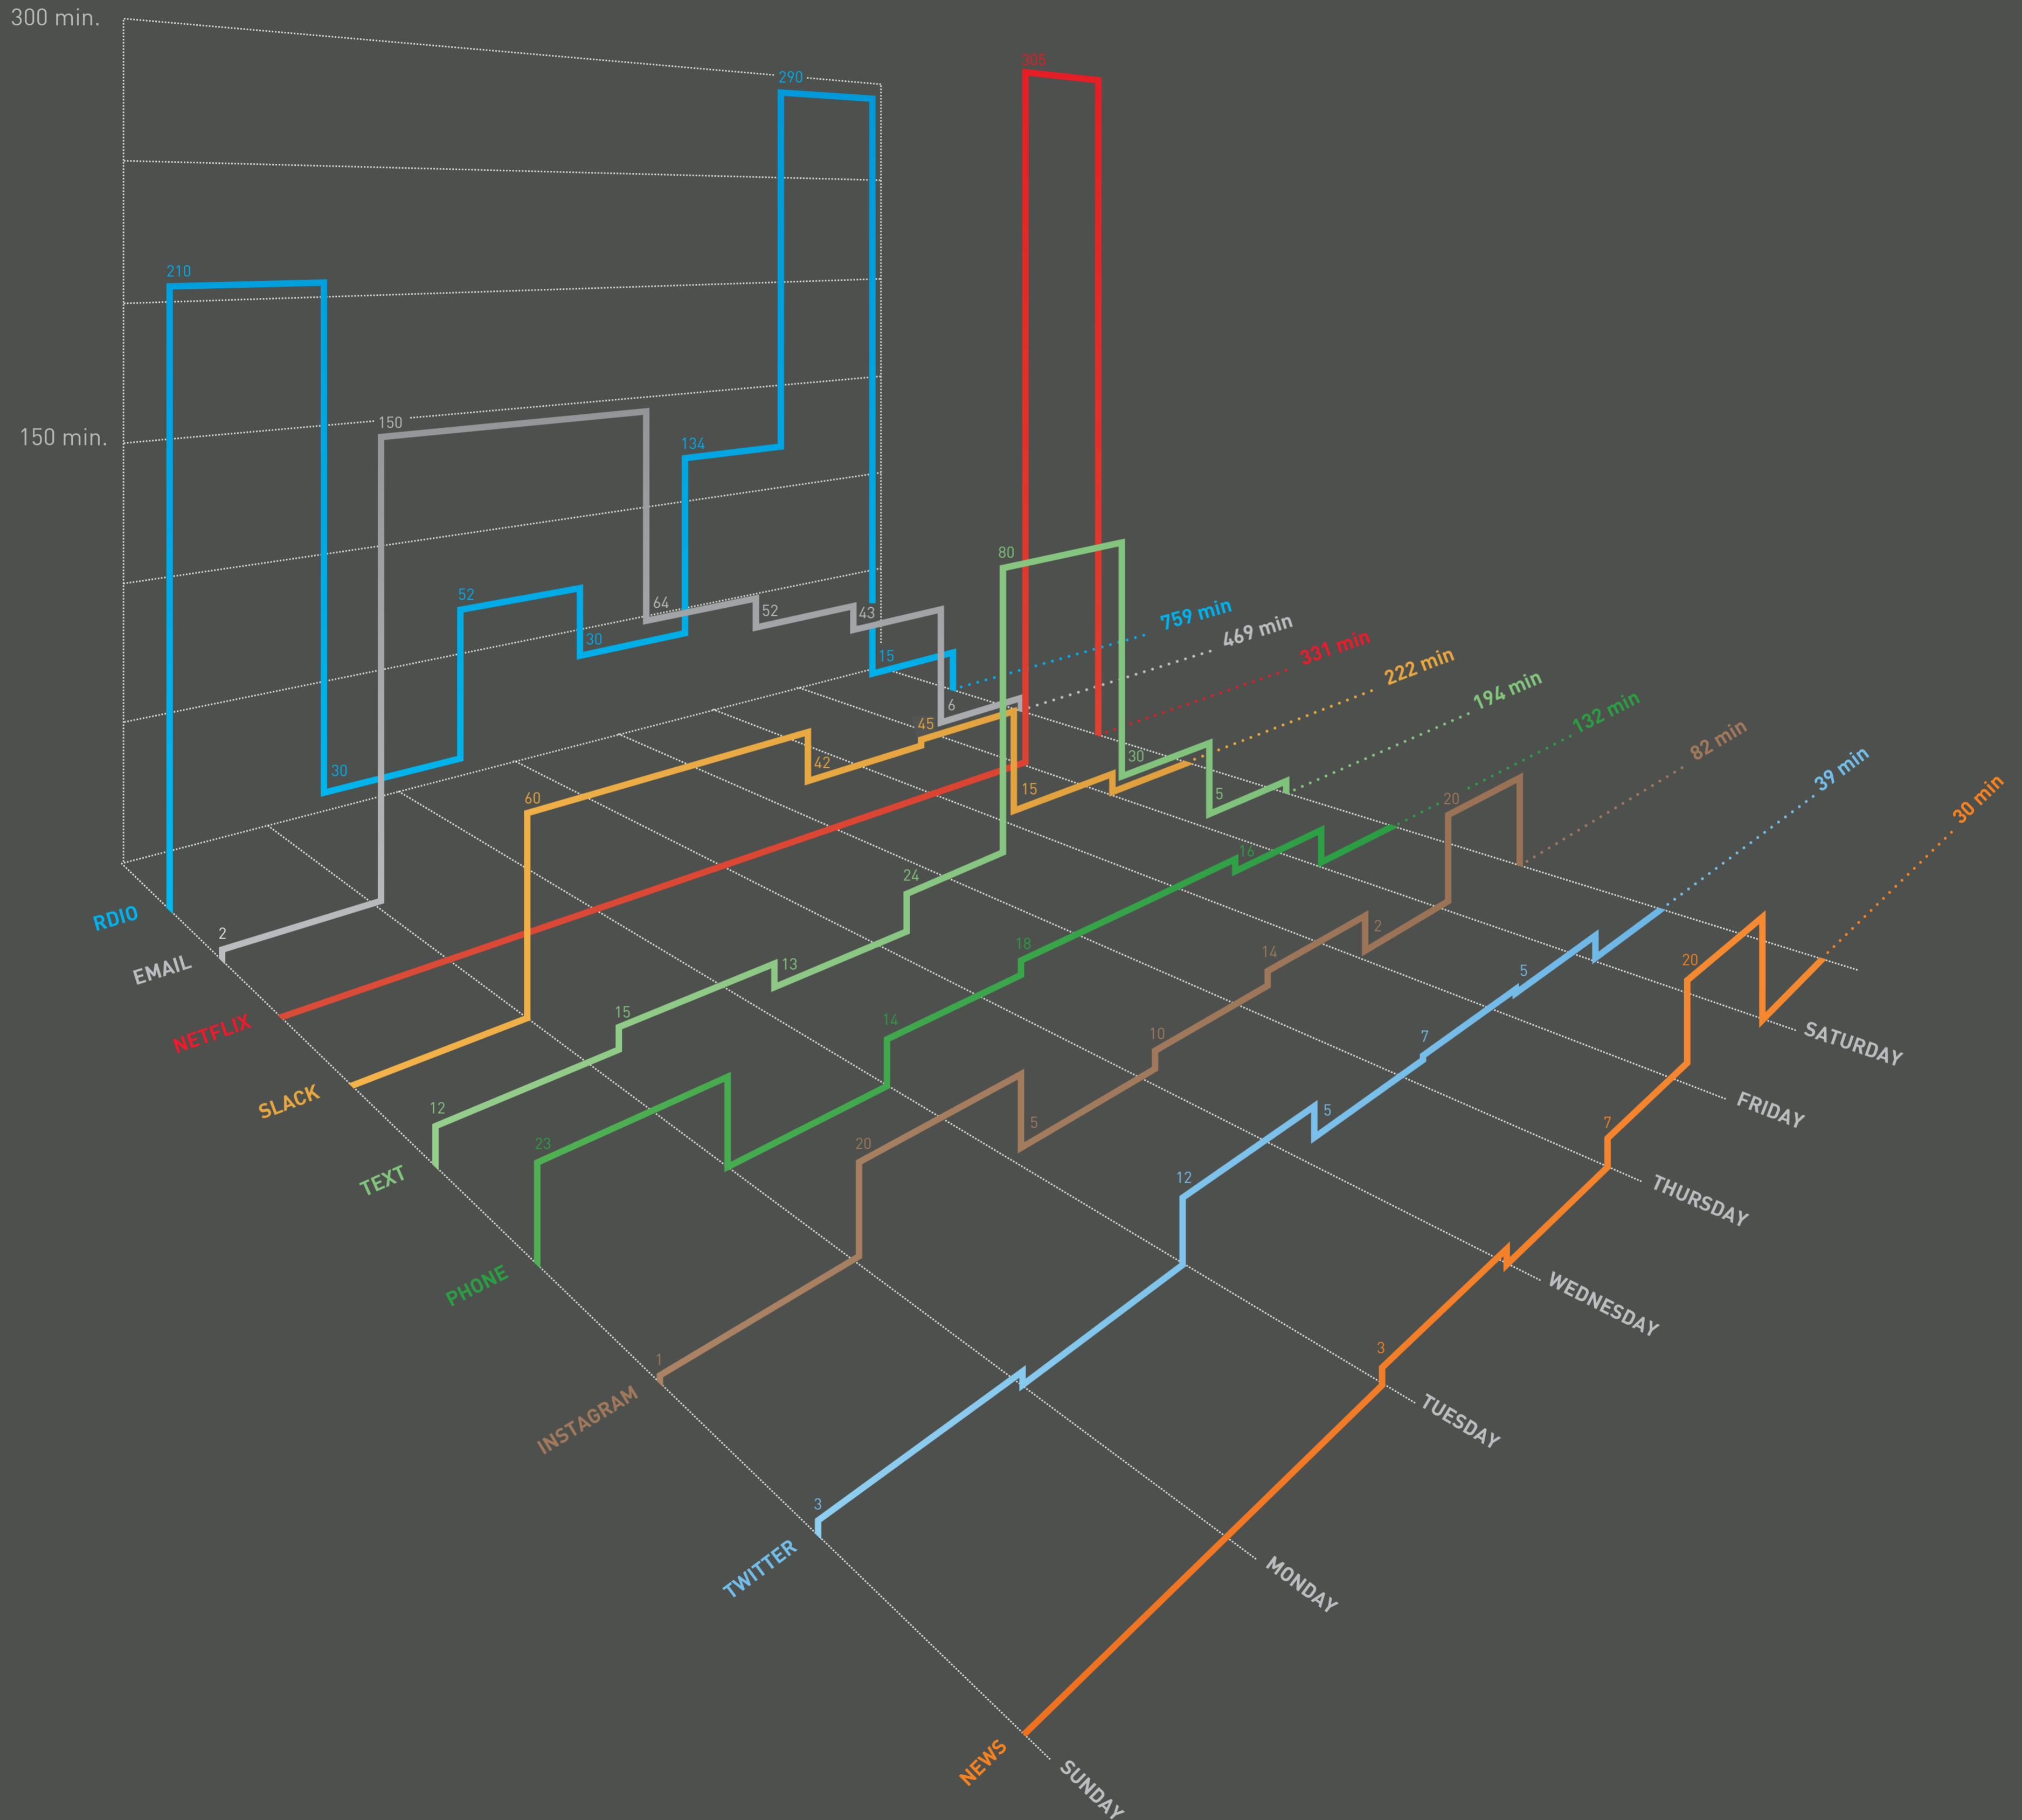 300 min.
150 min.
210
30
52
30
134
290
15
759 min
RDIO
2
150
64
52
43
6
469 min
EMAIL
305
331 min
NETFLIX
60
42
45
15
222 min
SLACK
12
15
13
24
80
30
5
194 min
TEXT
23
14
18
16
132 min
PHONE
1
20
5
10
14
2
20
82 min
INSTAGRAM
3
12
5
7
5
39 min
TWITTER
3
7
20
30 min
NEWS
SUNDAY
MONDAY
TUESDAY
WEDNESDAY
THURSDAY
FRIDAY
SATURDAY